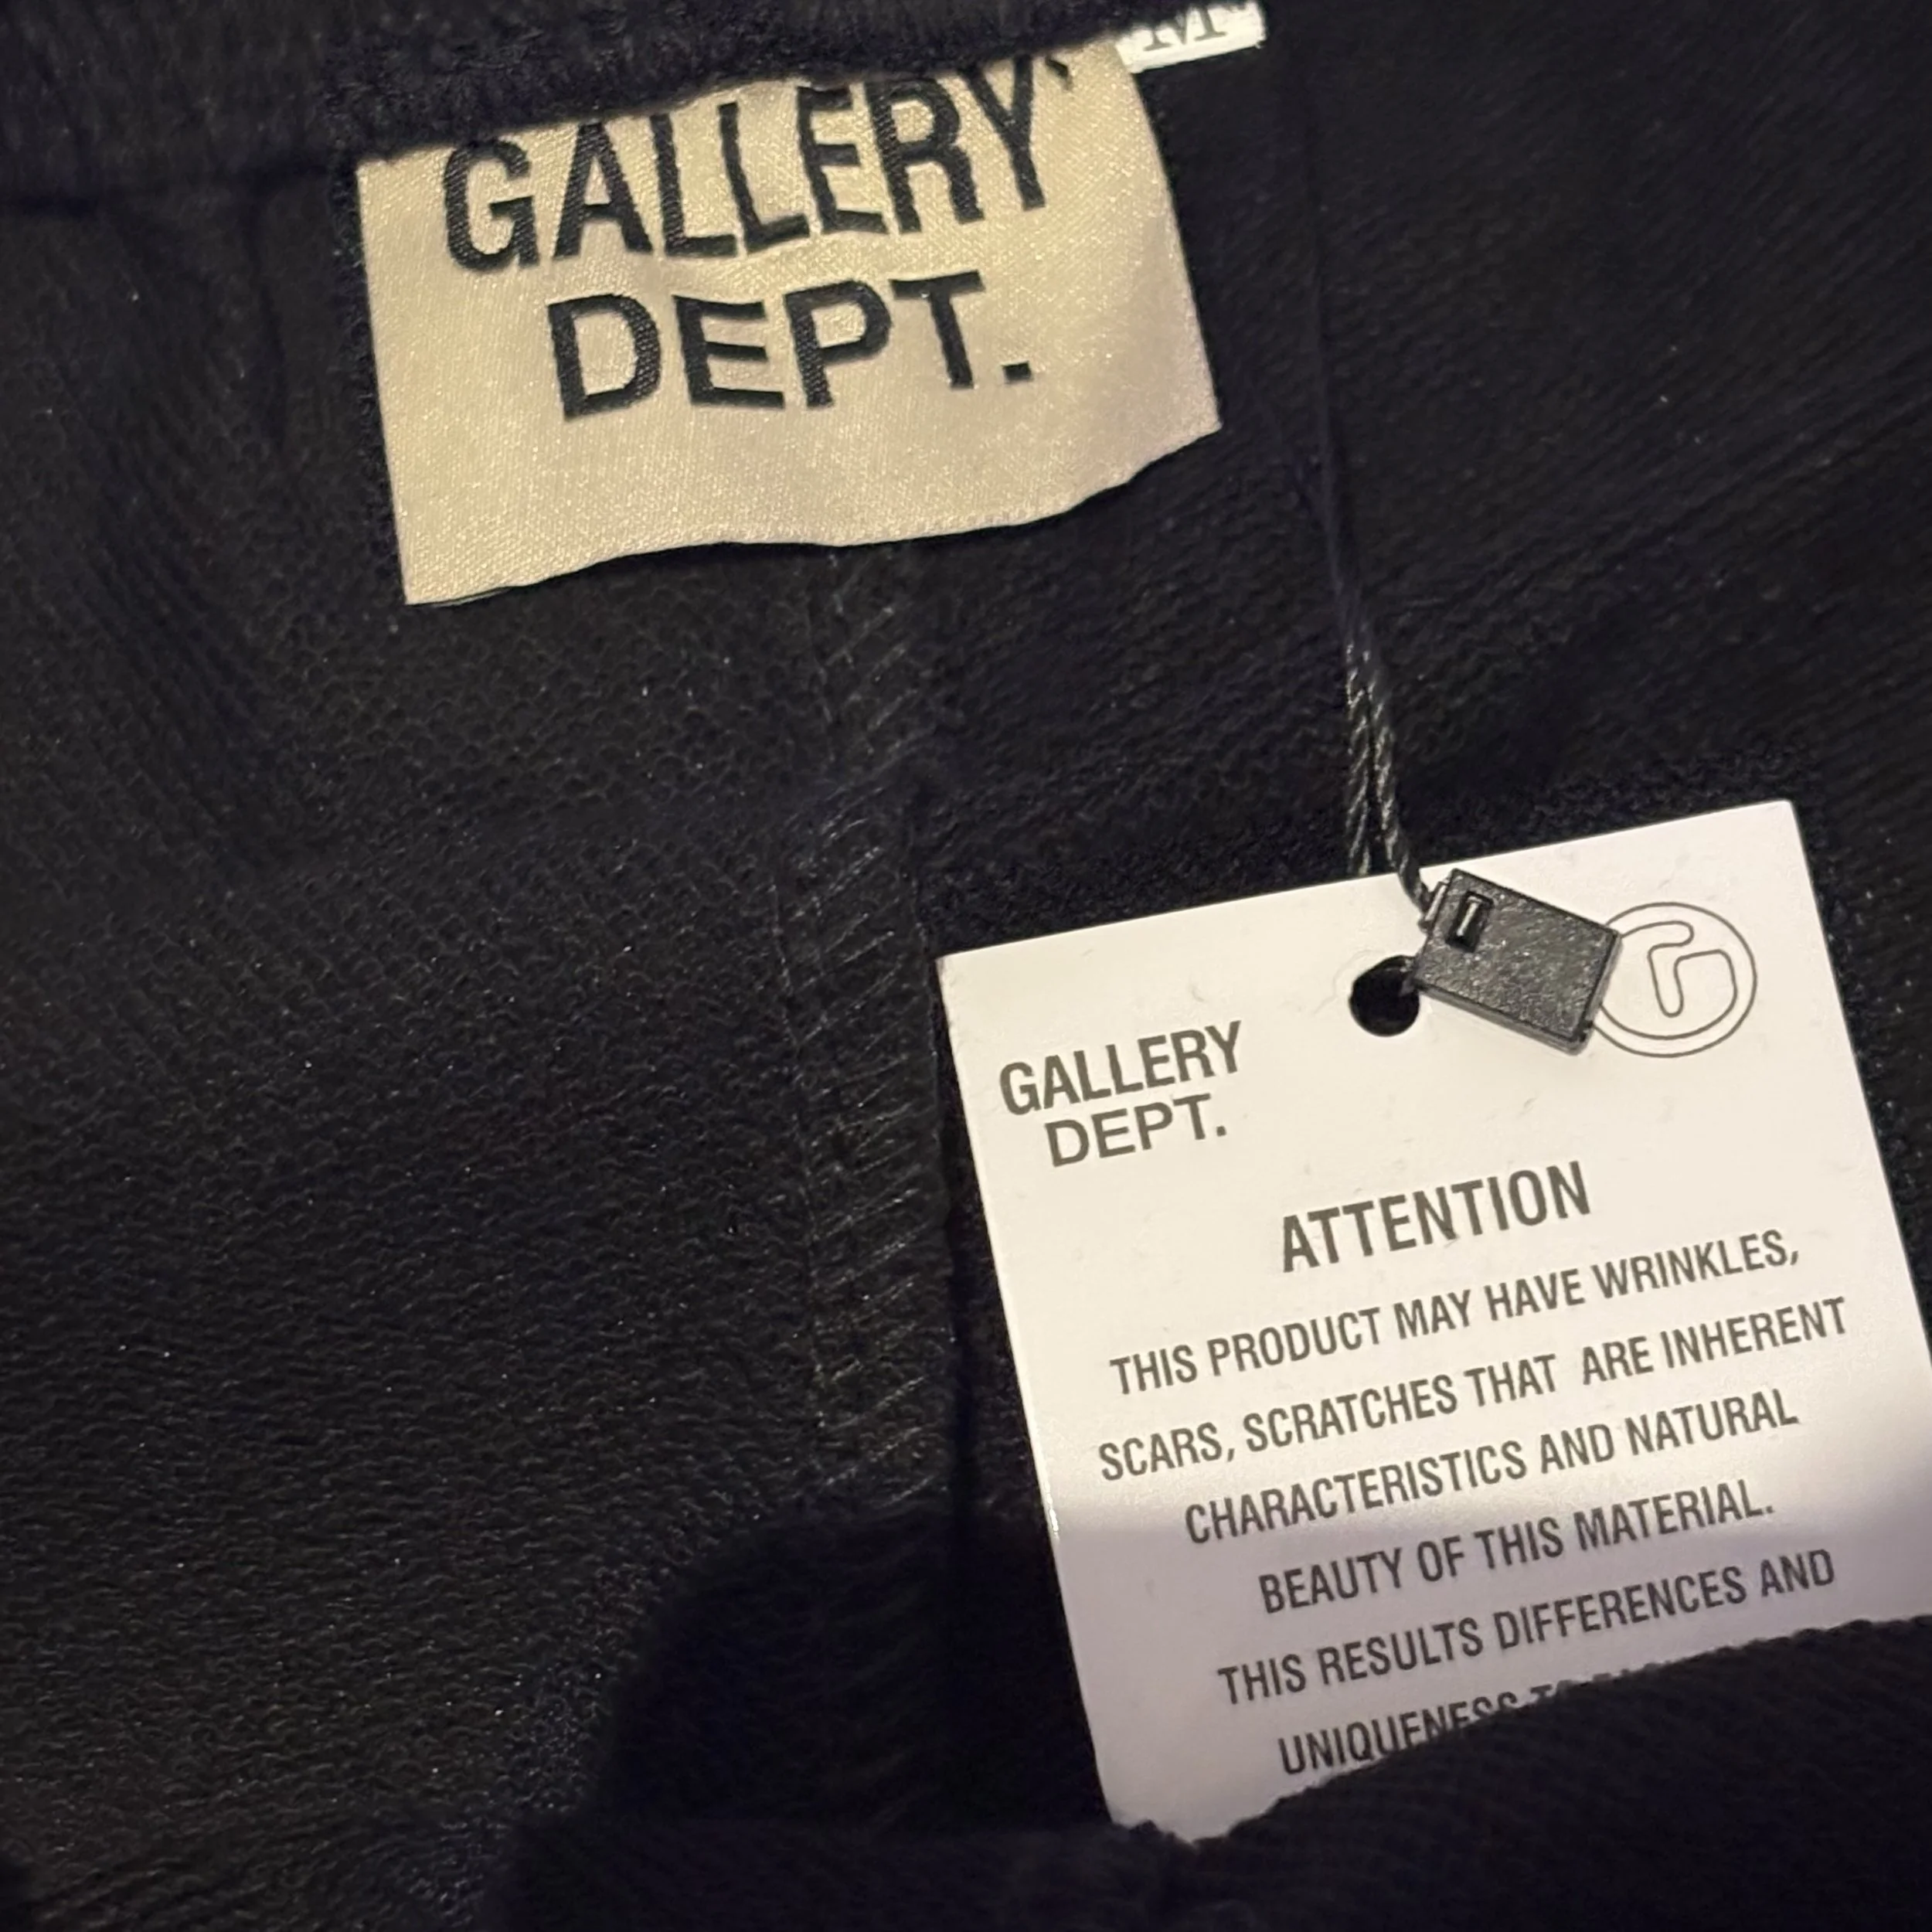 M
GALLERY
DEPT.
G
GALLERY
DEPT.
ATTENTION
THIS PRODUCT MAY HAVE WRINKLES,
SCARS, SCRATCHES THAT ARE INHERENT
CHARACTERISTICS AND NATURAL
BEAUTY OF THIS MATERIAL.
THIS RESULTS DIFFERENCES AND
UNIQUENESS